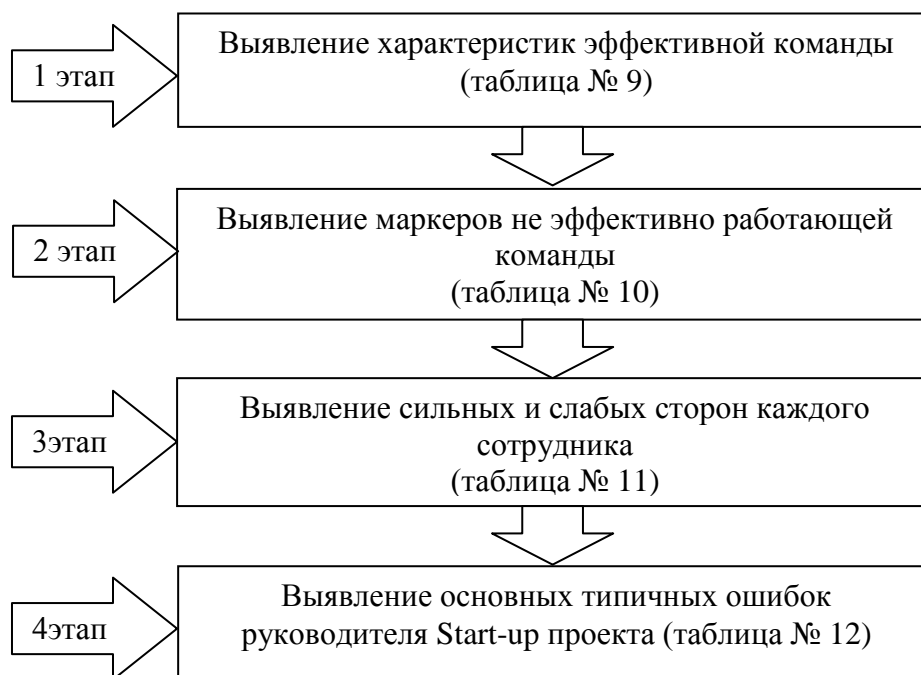 1 этап
Выявление характеристик эффективной команды
(таблица № 9)
2 этап
Выявление маркеров не эффективно работающей
команды
(таблица № 10)
3этап
Выявление сильных и слабых сторон каждого
сотрудника
(таблица № 11)
4этап
Выявление основных типичных ошибок
руководителя Start-up проекта (таблица № 12)